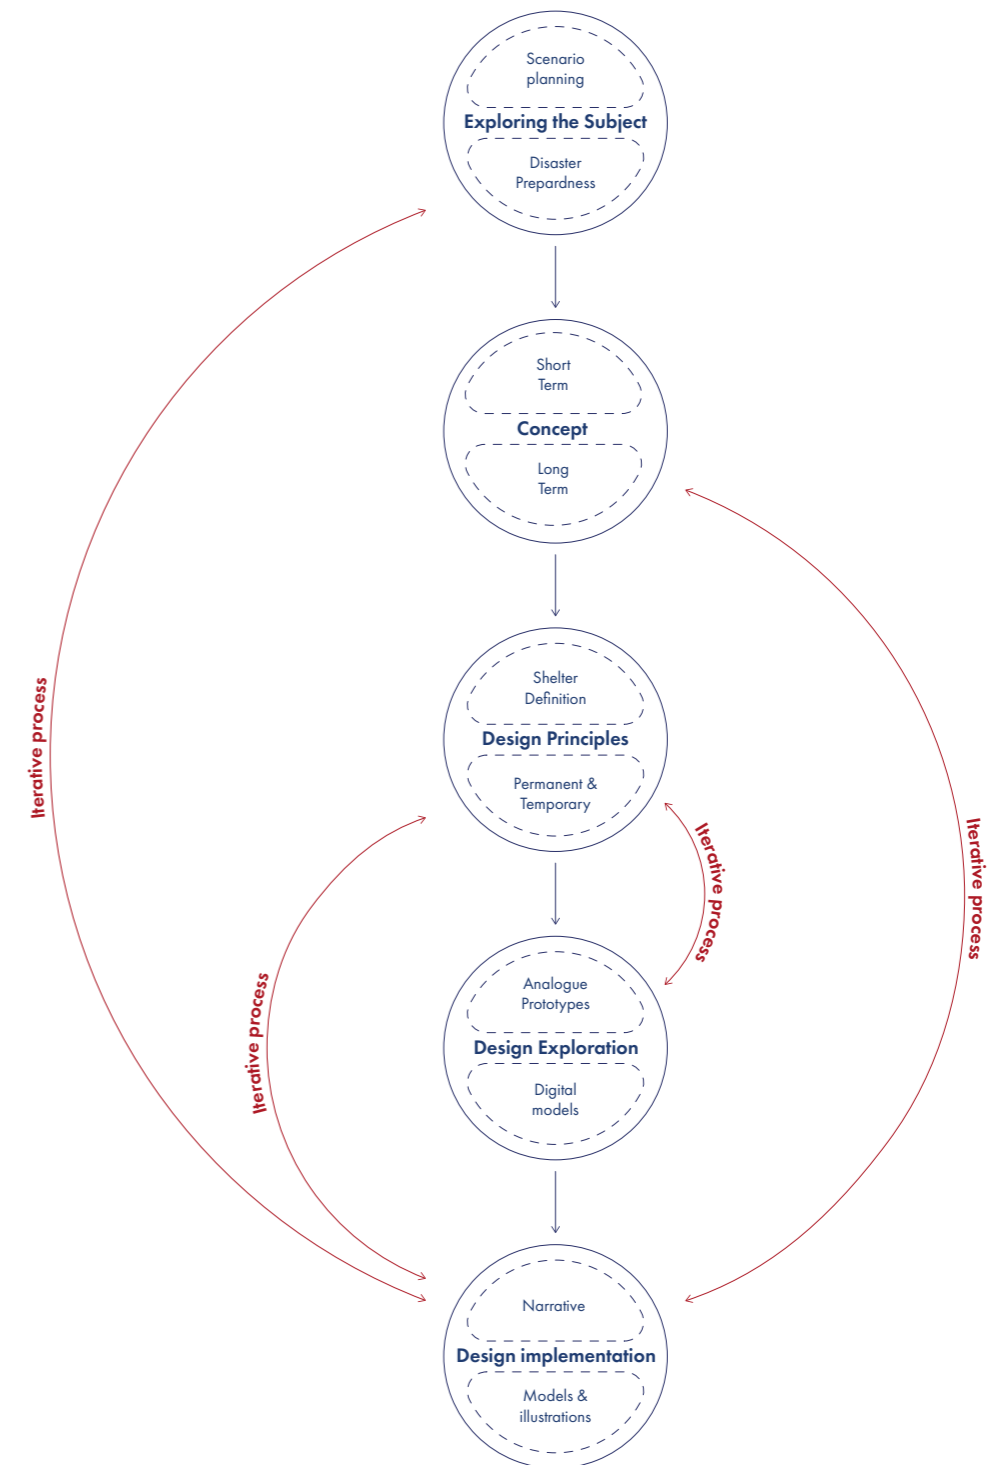 Scenario
planning
Exploring the Subject
Disaster
Prepardness
Short
Term
Concept
Long
Term
Shelter
Definition
Design Principles
Permanent &
Temporary
Iterative process
Iterative process
Iterative process
Analogue
Prototypes
Design Exploration
Digital
models
Iterative process
Narrative
Design implementation
Models &
illustrations